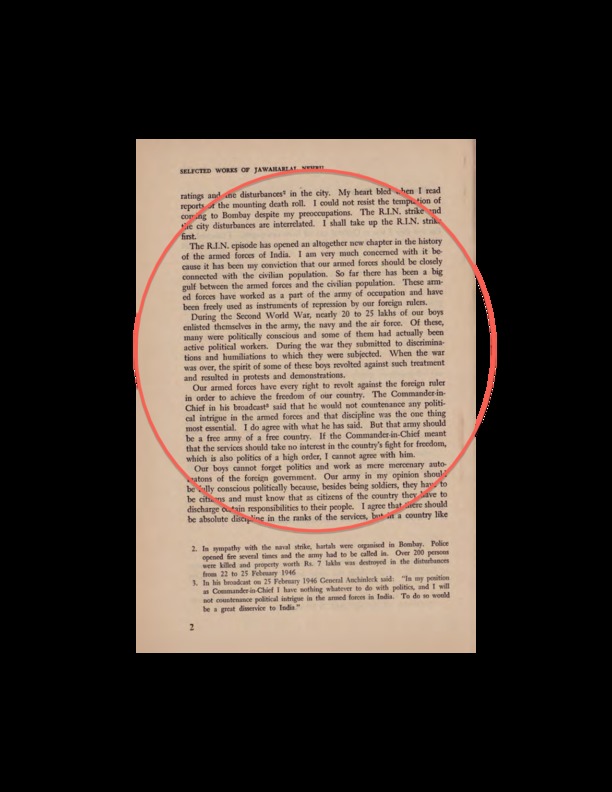 SELECTED WORKS OF JAWAHARLAL NEHRU
ratings and the disturbances² in the city. My heart bled when I read
reports of the mounting death roll. I could not resist the temptation of
coming to Bombay despite my preoccupations. The R.I.N. strike and
the city disturbances are interrelated. I shall take up the R.I.N. strike
first.
The R.I.N. episode has opened an altogether new chapter in the history
of the armed forces of India. I am very much concerned with it be-
cause it has been my conviction that our armed forces should be closely
connected with the civilian population. So far there has been a big
gulf between the armed forces and the civilian population. These arm-
ed forces have worked as a part of the army of occupation and have
been freely used as instruments of repression by our foreign rulers.
During the Second World War, nearly 20 to 25 lakhs of our boys
enlisted themselves in the army, the navy and the air force. Of these,
many were politically conscious and some of them had actually been
active political workers. During the war they submitted to discrimina-
tions and humiliations to which they were subjected. When the war
was over, the spirit of some of these boys revolted against such treatment
and resulted in protests and demonstrations.
Our armed forces have every right to revolt against the foreign ruler
in order to achieve the freedom of our country. The Commander-in-
Chief in his broadcast³ said that he would not countenance any politi-
cal intrigue in the armed forces and that discipline was the one thing
most essential. I do agree with what he has said. But that army should
be a free army of a free country. If the Commander-in-Chief meant
that the services should take no interest in the country's fight for freedom,
which is also politics of a high order, I cannot agree with him.
Our boys cannot forget politics and work as mere mercenary auto-
matons of the foreign government. Our army in my opinion should
be fully conscious politically because, besides being soldiers, they have to
be citizens and must know that as citizens of the country they have to
discharge certain responsibilities to their people. I agree that there should
be absolute discipline in the ranks of the services, but in a country like
2. In sympathy with the naval strike, hartals were organised in Bombay. Police
opened fire several times and the army had to be called in. Over 200 persons
were killed and property worth Rs. 7 lakhs was destroyed in the disturbances
from 22 to 25 February 1946
3. In his broadcast on 25 February 1946 General Auchinleck said: "In my position
as Commander-in-Chief I have nothing whatever to do with politics, and I will
not countenance political intrigue in the armed forces in India. To do so would
be a great disservice to India."
2